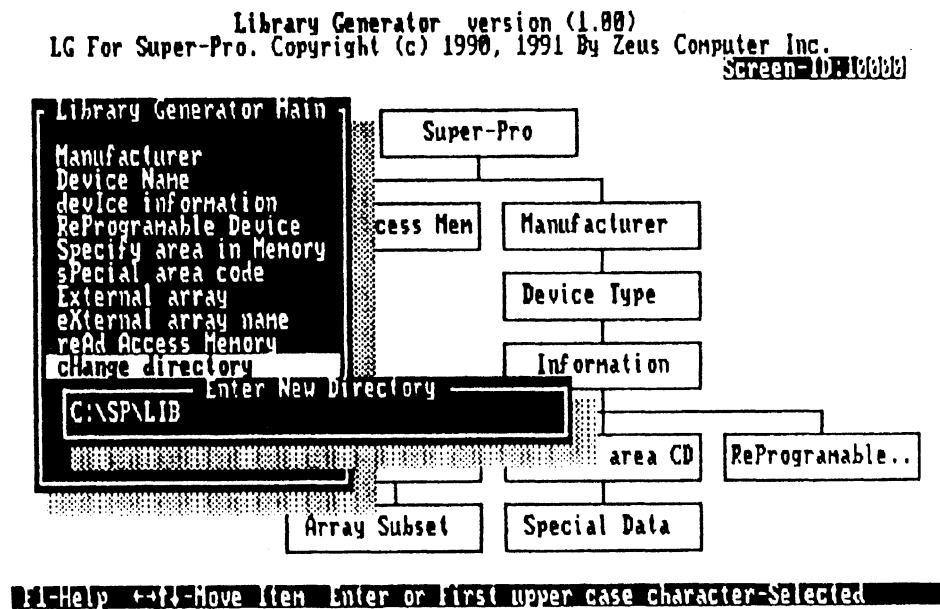 Library Generator version (1.00)
LG For Super-Pro. Copyright (c) 1990, 1991 By Zeus Computer Inc.
Screen-ID:10000
Library Generator Main
Manufacturer
Device Name
devIce information
ReProgramable Device
Specify area in Memory
sPecial area code
External array
eXternal array name
reAd Access Memory
cHange directory
Enter New Directory
C:\SP\LIB
Super-Pro
cess Mem
Manufacturer
Device Type
Information
area CD
ReProgramable..
Array Subset
Special Data
F1-Help ←→↑↓-Move Item Enter or First upper case character-Selected